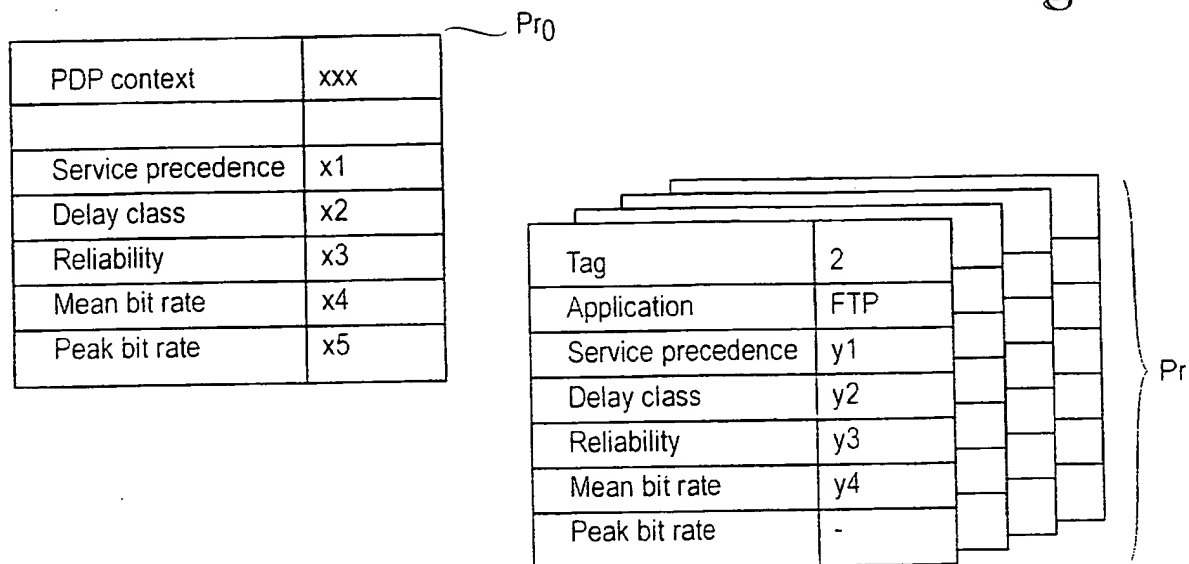 Pr0
PDP context xxx
Service precedence x1
Delay class x2
Reliability x3
Mean bit rate x4
Peak bit rate x5
Tag 2
Application FTP
Service precedence y1
Delay class y2
Reliability y3
Mean bit rate y4
Peak bit rate -
Pr